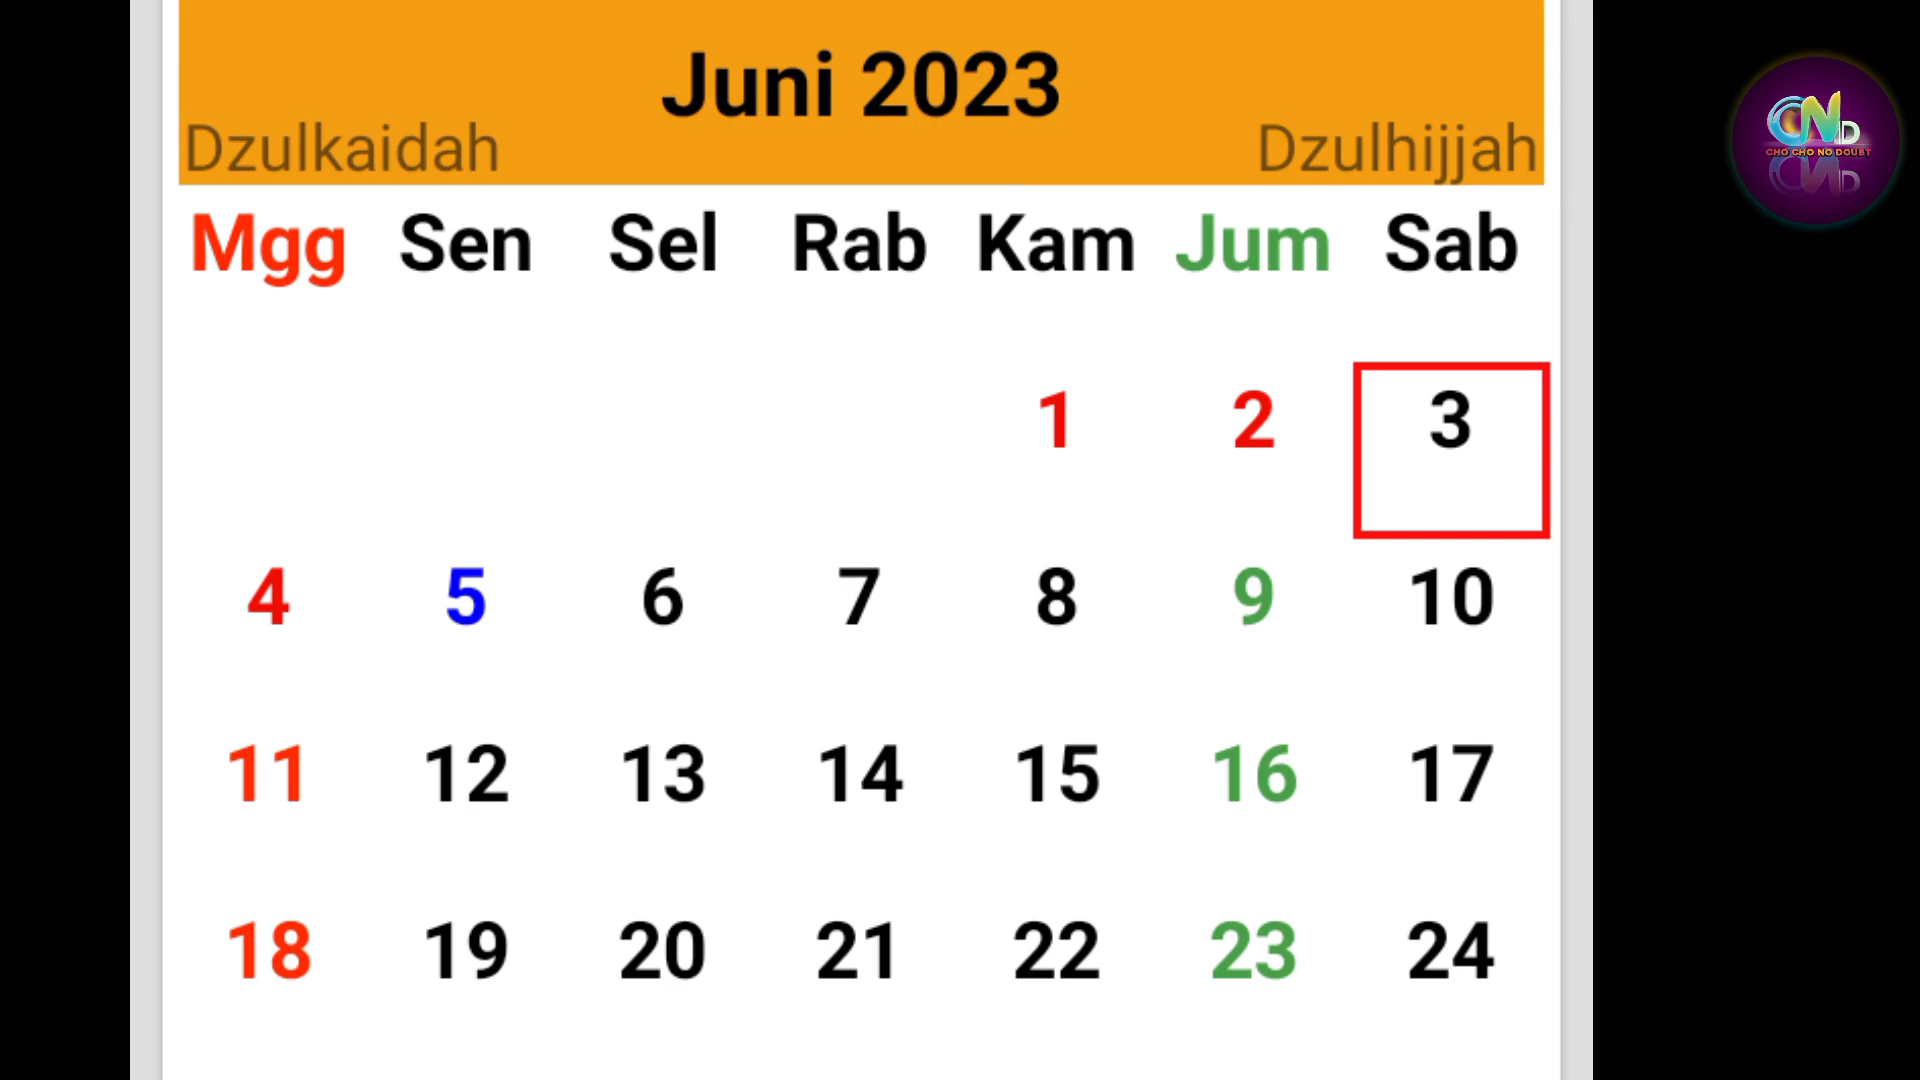 Juni 2023
Dzulkaidah Dzulhijjah
Mgg Sen Sel Rab Kam Jum Sab
1 2 3
4 5 6 7 8 9 10
11 12 13 14 15 16 17
18 19 20 21 22 23 24
CND
CHO CHO NO DOUBT